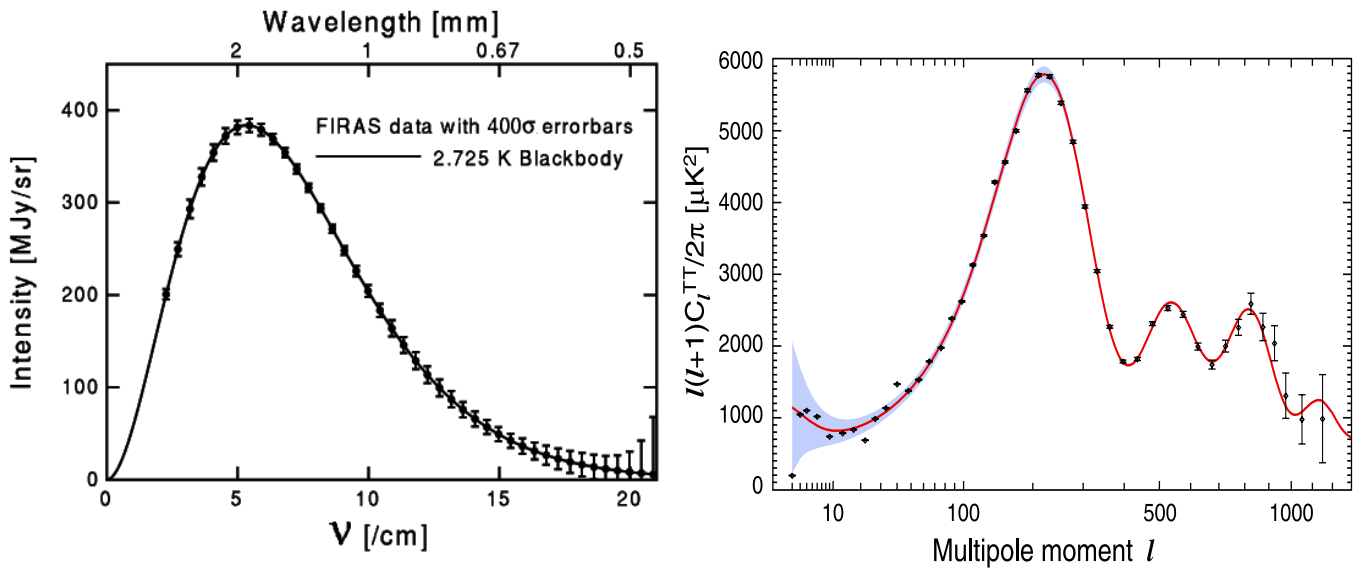 Wavelength [mm]
2 1 0.67 0.5
400
300
200
100
0
Intensity [MJy/sr]
FIRAS data with 400σ errorbars
2.725 K Blackbody
0 5 10 15 20
ν [/cm]
6000
5000
4000
3000
2000
1000
0
l(l+1)C_l^TT/2π [μK²]
10 100 500 1000
Multipole moment l